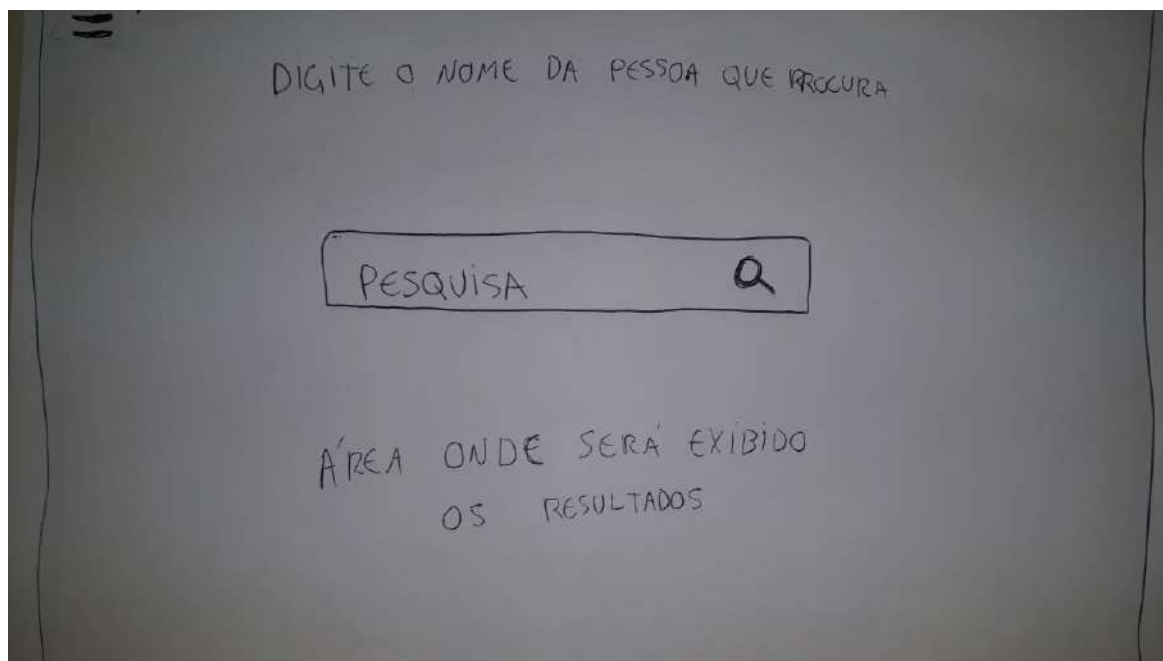 DIGITE O NOME DA PESSOA QUE PROCURA
PESQUISA
ÁREA ONDE SERÁ EXIBIDO
OS RESULTADOS